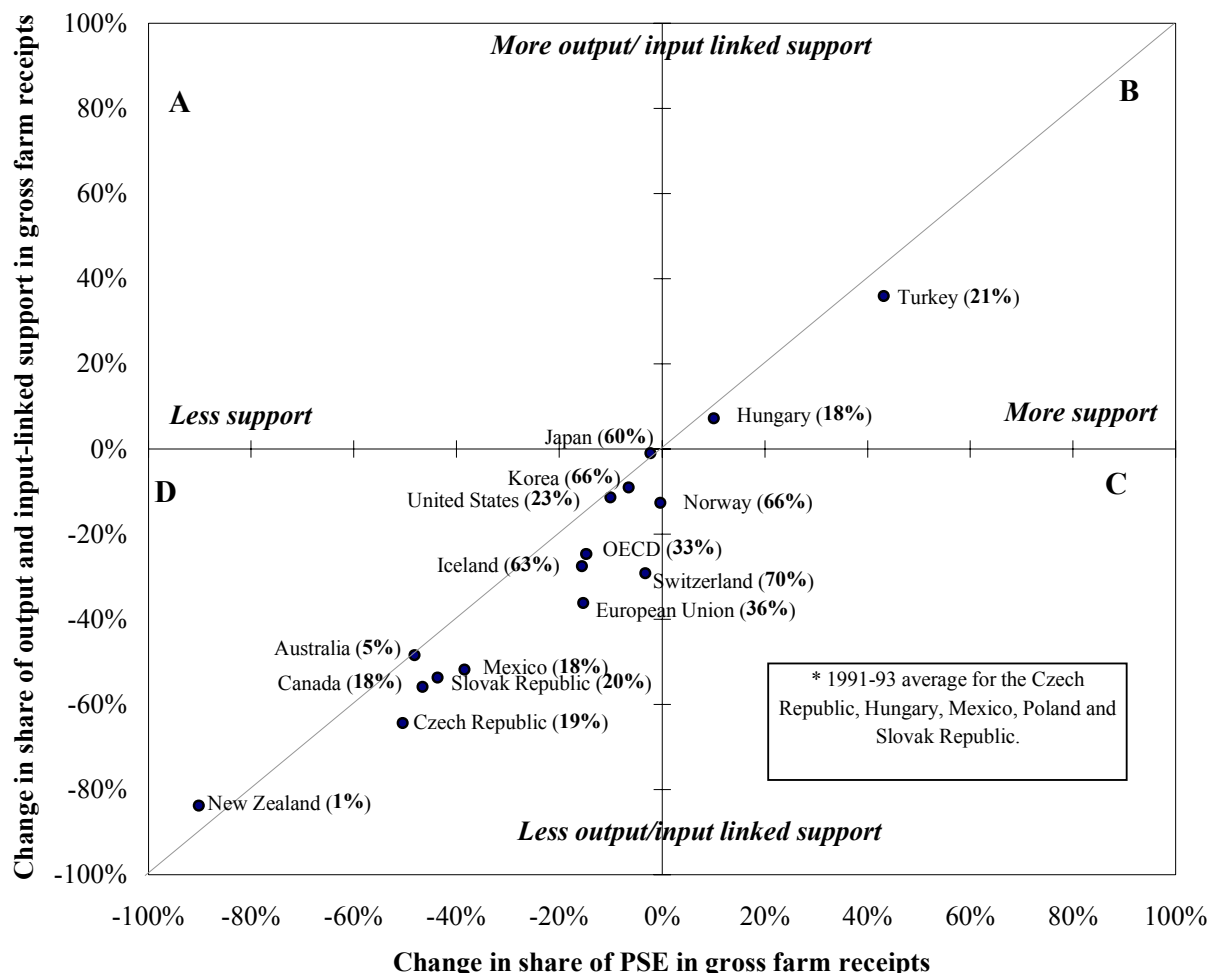 Change in share of output and input-linked support in gross farm receipts
100%
80%
60%
40%
20%
0%
-20%
-40%
-60%
-80%
-100%
More output/ input linked support
A
B
Turkey (21%)
Less support
Hungary (18%)
More support
Japan (60%)
D
Korea (66%)
C
United States (23%)
Norway (66%)
OECD (33%)
Iceland (63%)
Switzerland (70%)
European Union (36%)
Australia (5%)
Mexico (18%)
Canada (18%)
Slovak Republic (20%)
Czech Republic (19%)
* 1991-93 average for the Czech
Republic, Hungary, Mexico, Poland and
Slovak Republic.
New Zealand (1%)
Less output/input linked support
-100%
-80%
-60%
-40%
-20%
0%
20%
40%
60%
80%
100%
Change in share of PSE in gross farm receipts